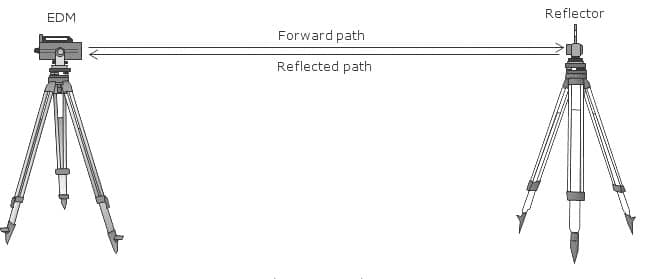 EDM
Reflector
Forward path
Reflected path